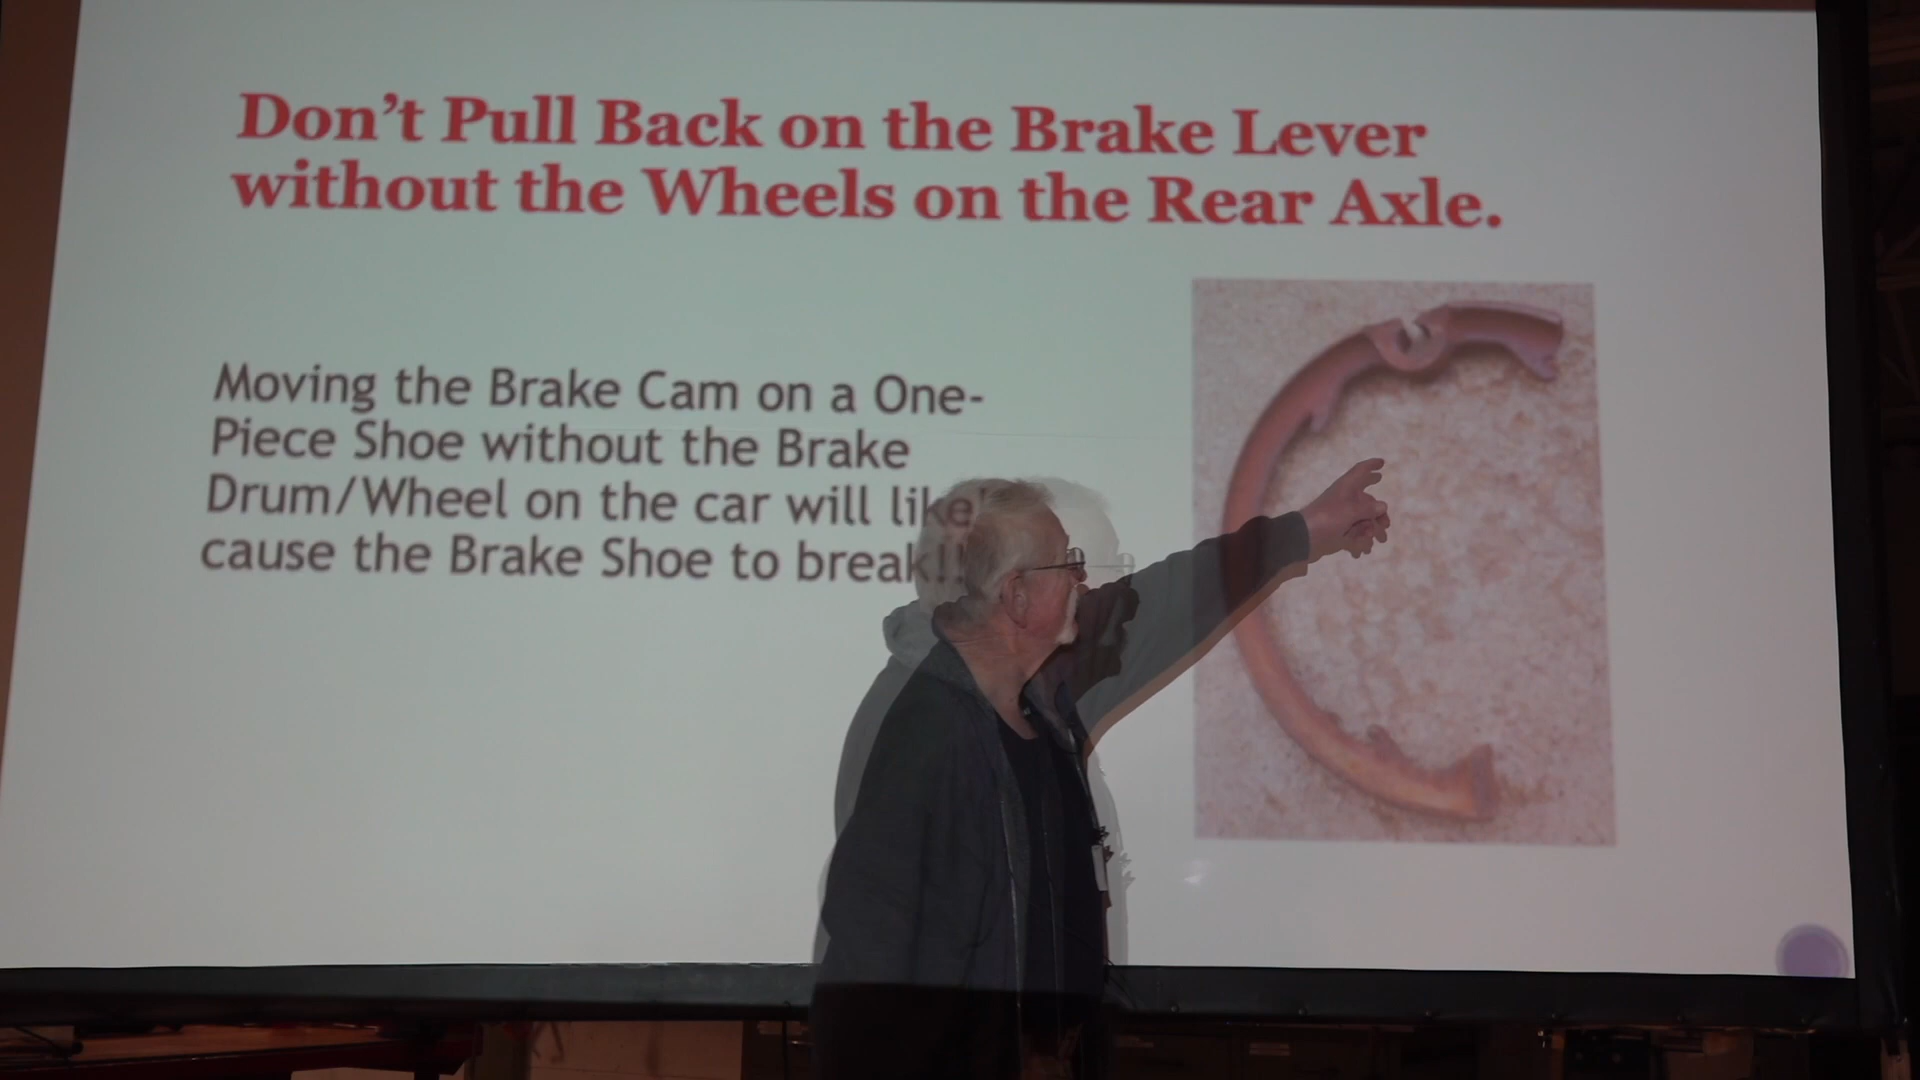 Don't Pull Back on the Brake Lever
without the Wheels on the Rear Axle.
Moving the Brake Cam on a One-
Piece Shoe without the Brake
Drum/Wheel on the car will
cause the Brake Shoe to break!!